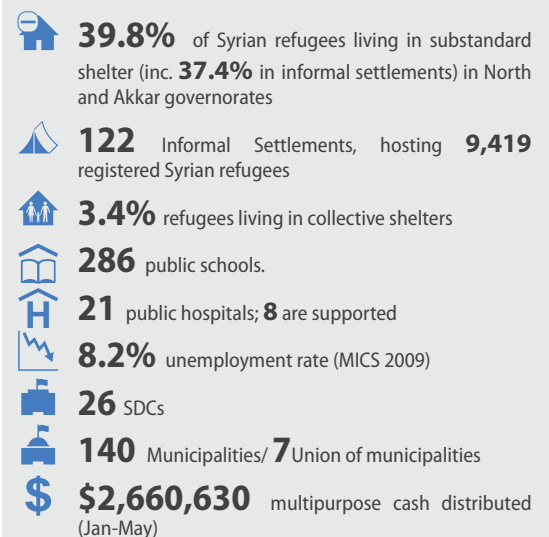 39.8% of Syrian refugees living in substandard
shelter (inc. 37.4% in informal settlements) in North
and Akkar governorates
122 Informal Settlements, hosting 9,419
registered Syrian refugees
3.4% refugees living in collective shelters
286 public schools.
H 21 public hospitals; 8 are supported
8.2% unemployment rate (MICS 2009)
26 SDCs
140 Municipalities/ 7 Union of municipalities
$ $2,660,630 multipurpose cash distributed
(Jan-May)